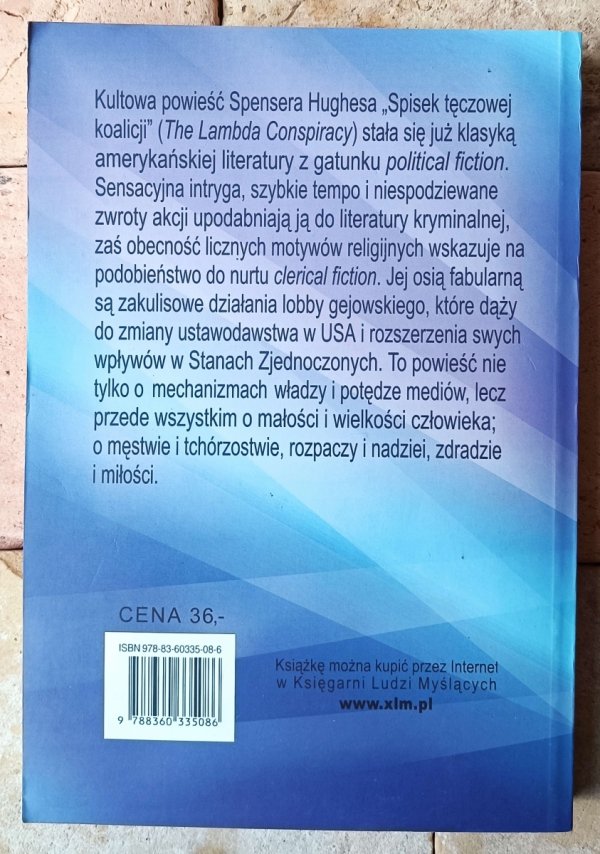 Kultowa powieść Spensera Hughesa „Spisek tęczowej
koalicji” (The Lambda Conspiracy) stała się już klasyką
amerykańskiej literatury z gatunku political fiction.
Sensacyjna intryga, szybkie tempo i niespodziewane
zwroty akcji upodabniają ją do literatury kryminalnej,
zaś obecność licznych motywów religijnych wskazuje na
podobieństwo do nurtu clerical fiction. Jej osią fabularną
są zakulisowe działania lobby gejowskiego, które dąży
do zmiany ustawodawstwa w USA i rozszerzenia swych
wpływów w Stanach Zjednoczonych. To powieść nie
tylko o mechanizmach władzy i potędze mediów, lecz
przede wszystkim o małości i wielkości człowieka;
o męstwie i tchórzostwie, rozpaczy i nadziei, zdradzie
i miłości.
CENA 36,-
ISBN 978-83-60335-08-6
9 788360 335086
Książkę można kupić przez Internet
w Księgarni Ludzi Myślących
www.xlm.pl